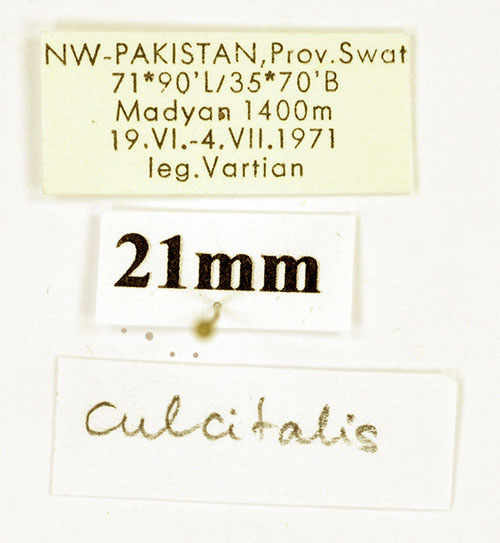 NW-PAKISTAN,Prov.Swat
71*90'L/35*70'B
Madyan 1400m
19.VI.-4.VII.1971
leg.Vartian
21mm
culcitalis